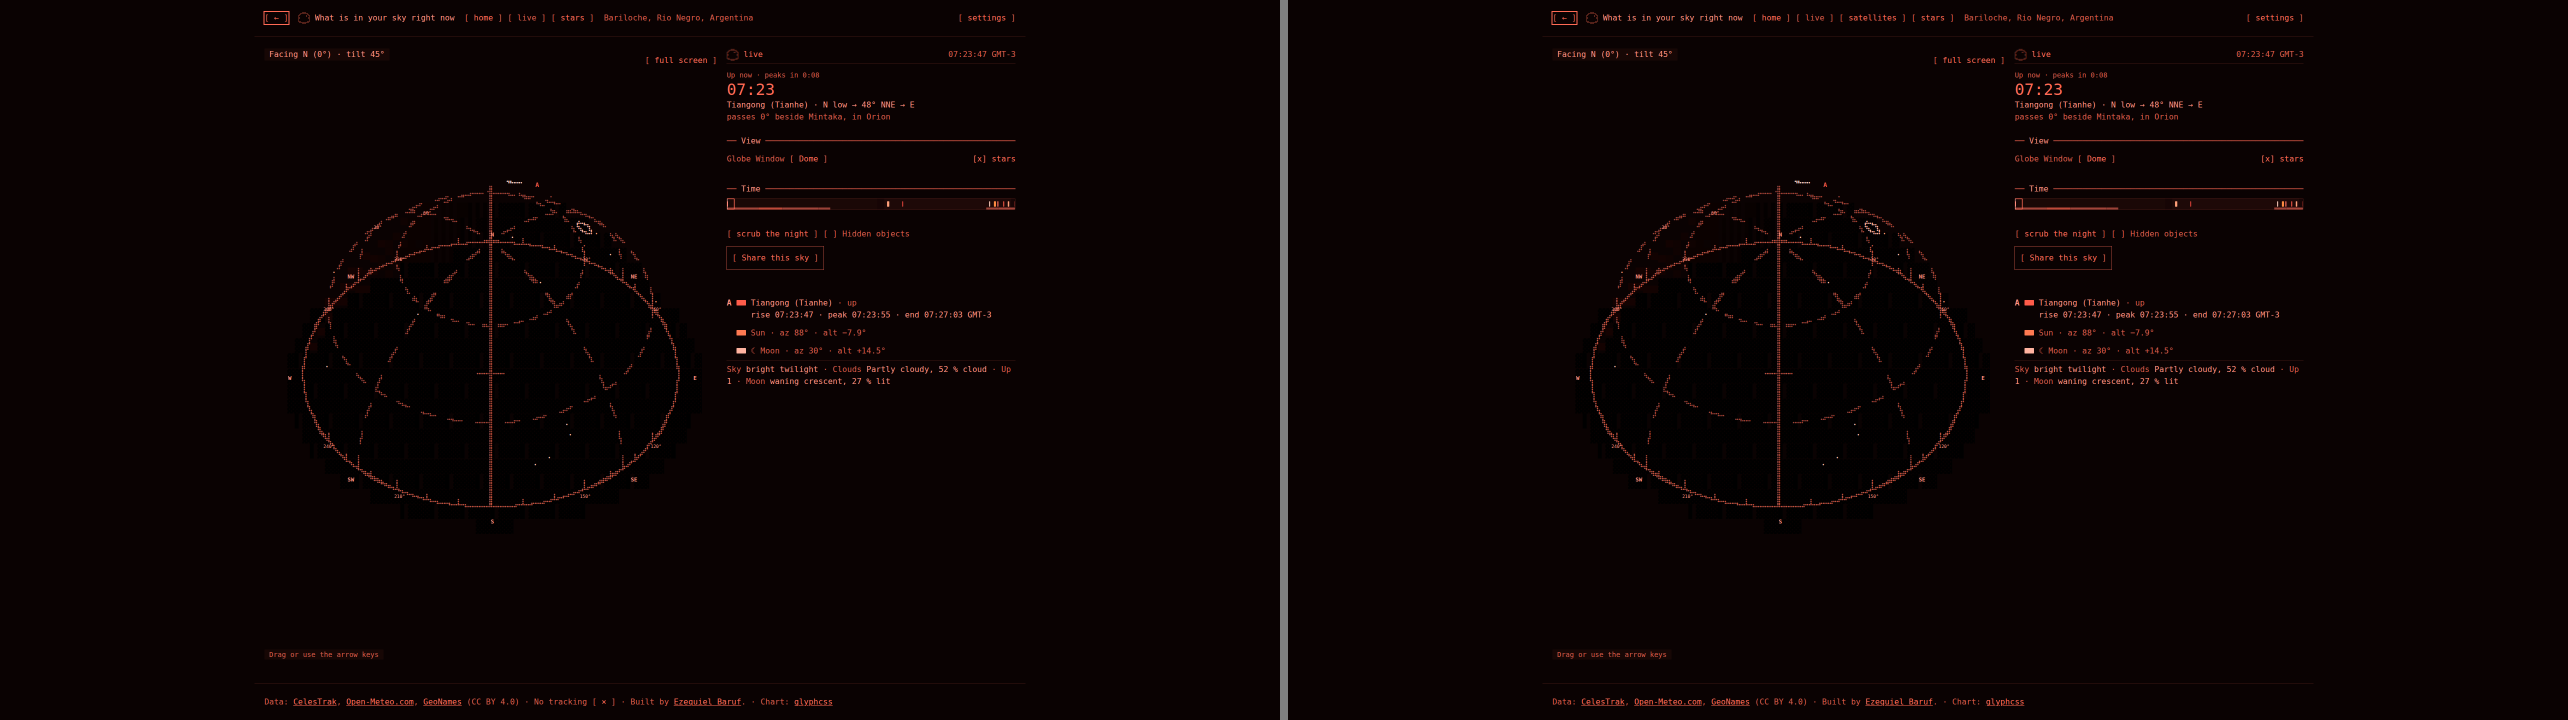 [ ← ] What is in your sky right now [ home ] [ live ] [ stars ] Bariloche, Rio Negro, Argentina [ settings ]
Facing N (0°) · tilt 45°
[ full screen ]
live 07:23:47 GMT-3
Up now · peaks in 0:08
07:23
Tiangong (Tianhe) · N low → 48° NNE → E
passes 0° beside Mintaka, in Orion
View
Globe Window [ Dome ] [x] stars
Time
[ scrub the night ] [ ] Hidden objects
[ Share this sky ]
A Tiangong (Tianhe) · up
rise 07:23:47 · peak 07:23:55 · end 07:27:03 GMT-3
Sun · az 88° · alt −7.9°
☾ Moon · az 30° · alt +14.5°
Sky bright twilight · Clouds Partly cloudy, 52 % cloud · Up
1 · Moon waning crescent, 27 % lit
A
N
NW
NE
W
E
240°
120°
SW
SE
210°
150°
S
Drag or use the arrow keys
Data: CelesTrak, Open-Meteo.com, GeoNames (CC BY 4.0) · No tracking [ × ] · Built by Ezequiel Baruf. · Chart: glyphcss
[ ← ] What is in your sky right now [ home ] [ live ] [ satellites ] [ stars ] Bariloche, Rio Negro, Argentina [ settings ]
Facing N (0°) · tilt 45°
[ full screen ]
live 07:23:47 GMT-3
Up now · peaks in 0:08
07:23
Tiangong (Tianhe) · N low → 48° NNE → E
passes 0° beside Mintaka, in Orion
View
Globe Window [ Dome ] [x] stars
Time
[ scrub the night ] [ ] Hidden objects
[ Share this sky ]
A Tiangong (Tianhe) · up
rise 07:23:47 · peak 07:23:55 · end 07:27:03 GMT-3
Sun · az 88° · alt −7.9°
☾ Moon · az 30° · alt +14.5°
Sky bright twilight · Clouds Partly cloudy, 52 % cloud · Up
1 · Moon waning crescent, 27 % lit
A
N
NW
NE
W
E
240°
120°
SW
SE
210°
150°
S
Drag or use the arrow keys
Data: CelesTrak, Open-Meteo.com, GeoNames (CC BY 4.0) · Built by Ezequiel Baruf. · Chart: glyphcss